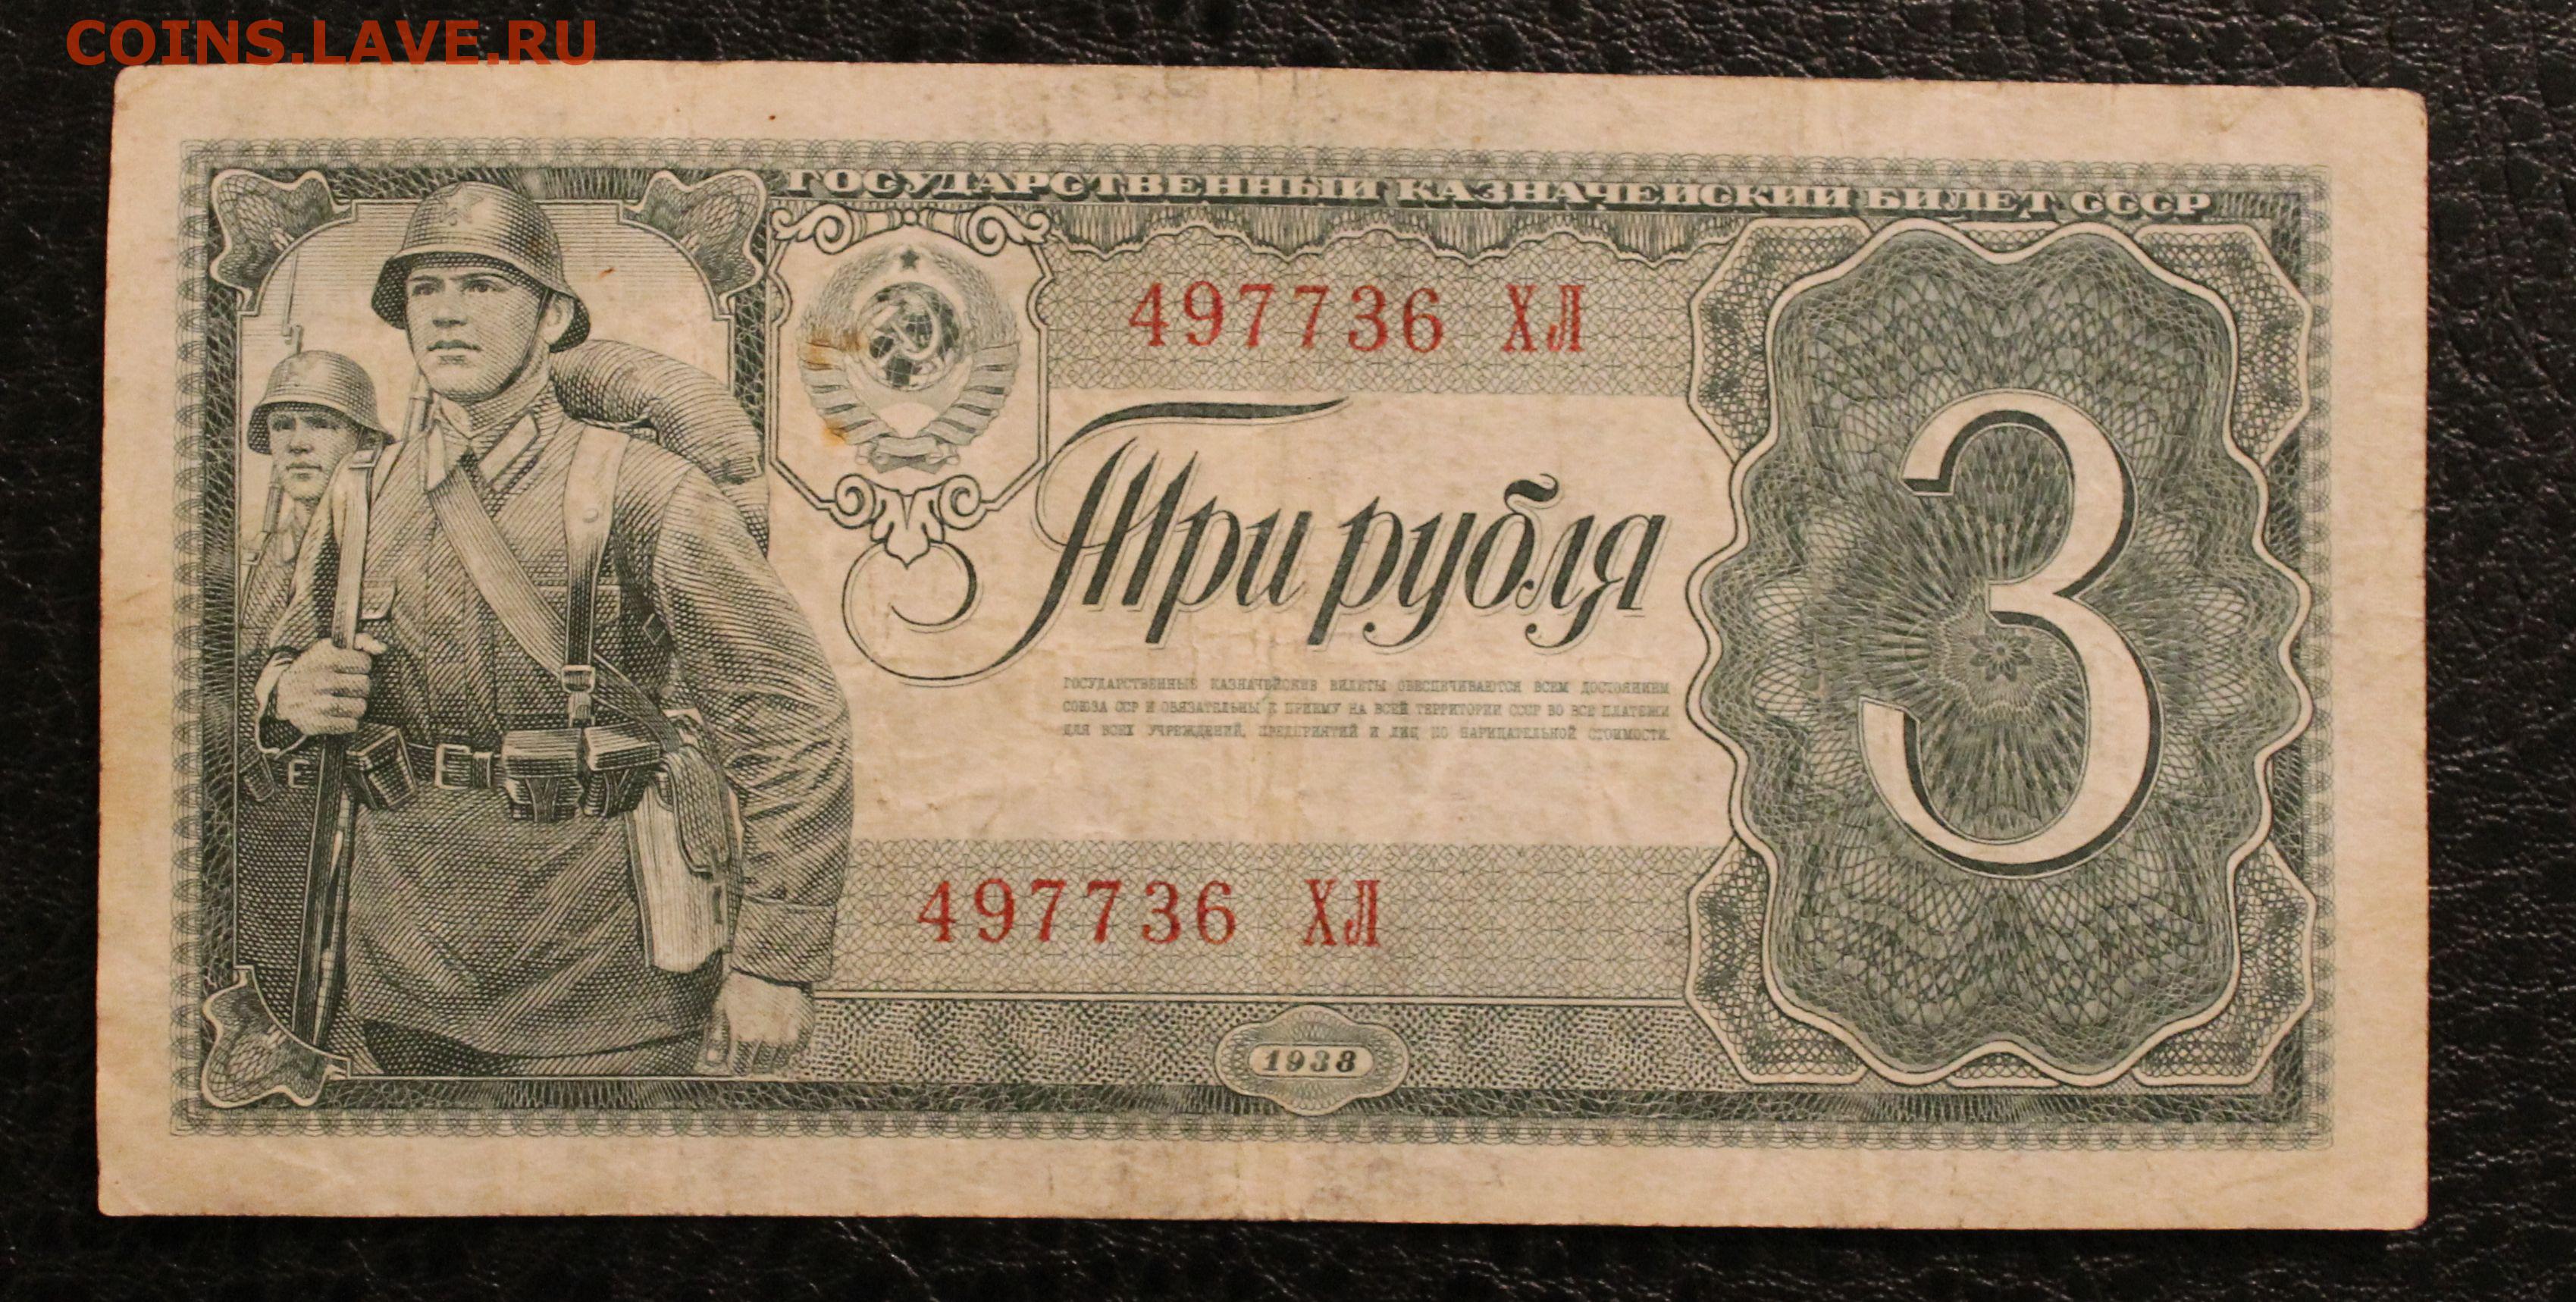 COINS.LAVE.RU
ГОСУДАРСТВЕННЫЙ КАЗНАЧЕЙСКИЙ БИЛЕТ СССР
497736 ХЛ
Три рубля
3
ГОСУДАРСТВЕННЫЕ КАЗНАЧЕЙСКИЕ БИЛЕТЫ ОБЕСПЕЧИВАЮТСЯ ВСЕМ ДОСТОЯНИЕМ
СОЮЗА ССР И ОБЯЗАТЕЛЬНЫ К ПРИЕМУ НА ВСЕЙ ТЕРРИТОРИИ СССР ВО ВСЕ ПЛАТЕЖИ
ДЛЯ ВСЕХ УЧРЕЖДЕНИЙ, ПРЕДПРИЯТИЙ И ЛИЦ ПО НАРИЦАТЕЛЬНОЙ СТОИМОСТИ.
497736 ХЛ
1938